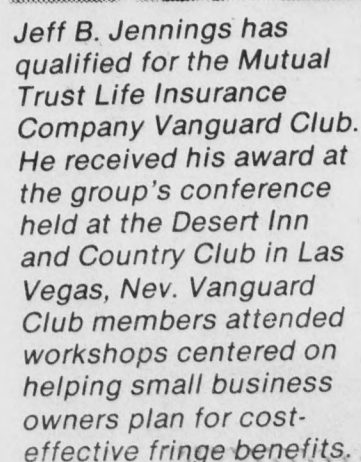 Jeff B. Jennings has
qualified for the Mutual
Trust Life Insurance
Company Vanguard Club.
He received his award at
the group's conference
held at the Desert Inn
and Country Club in Las
Vegas, Nev. Vanguard
Club members attended
workshops centered on
helping small business
owners plan for cost-
effective fringe benefits.